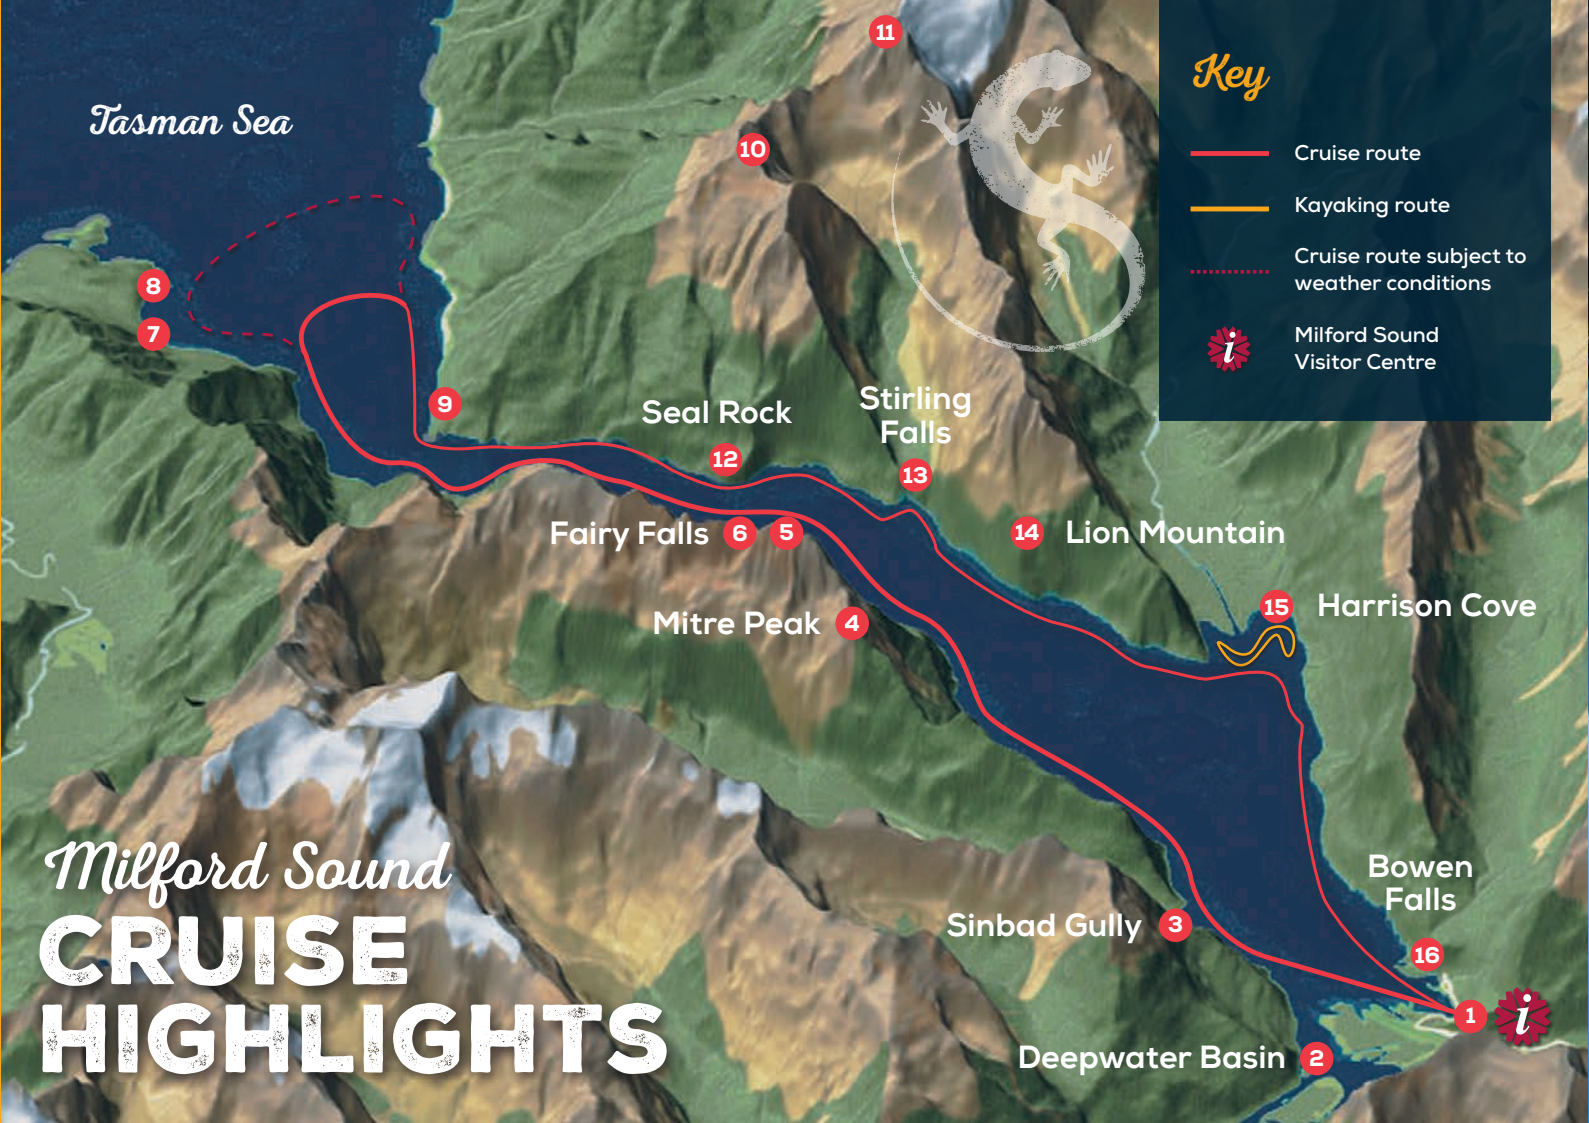 Tasman Sea
Key
Cruise route
Kayaking route
Cruise route subject to
weather conditions
i
Milford Sound
Visitor Centre
11
10
8
7
9
Seal Rock
12
Stirling
Falls
13
Fairy Falls 6 5
14 Lion Mountain
Mitre Peak 4
15 Harrison Cove
Milford Sound
CRUISE
HIGHLIGHTS
Bowen
Falls
16
Sinbad Gully 3
1 i
Deepwater Basin 2